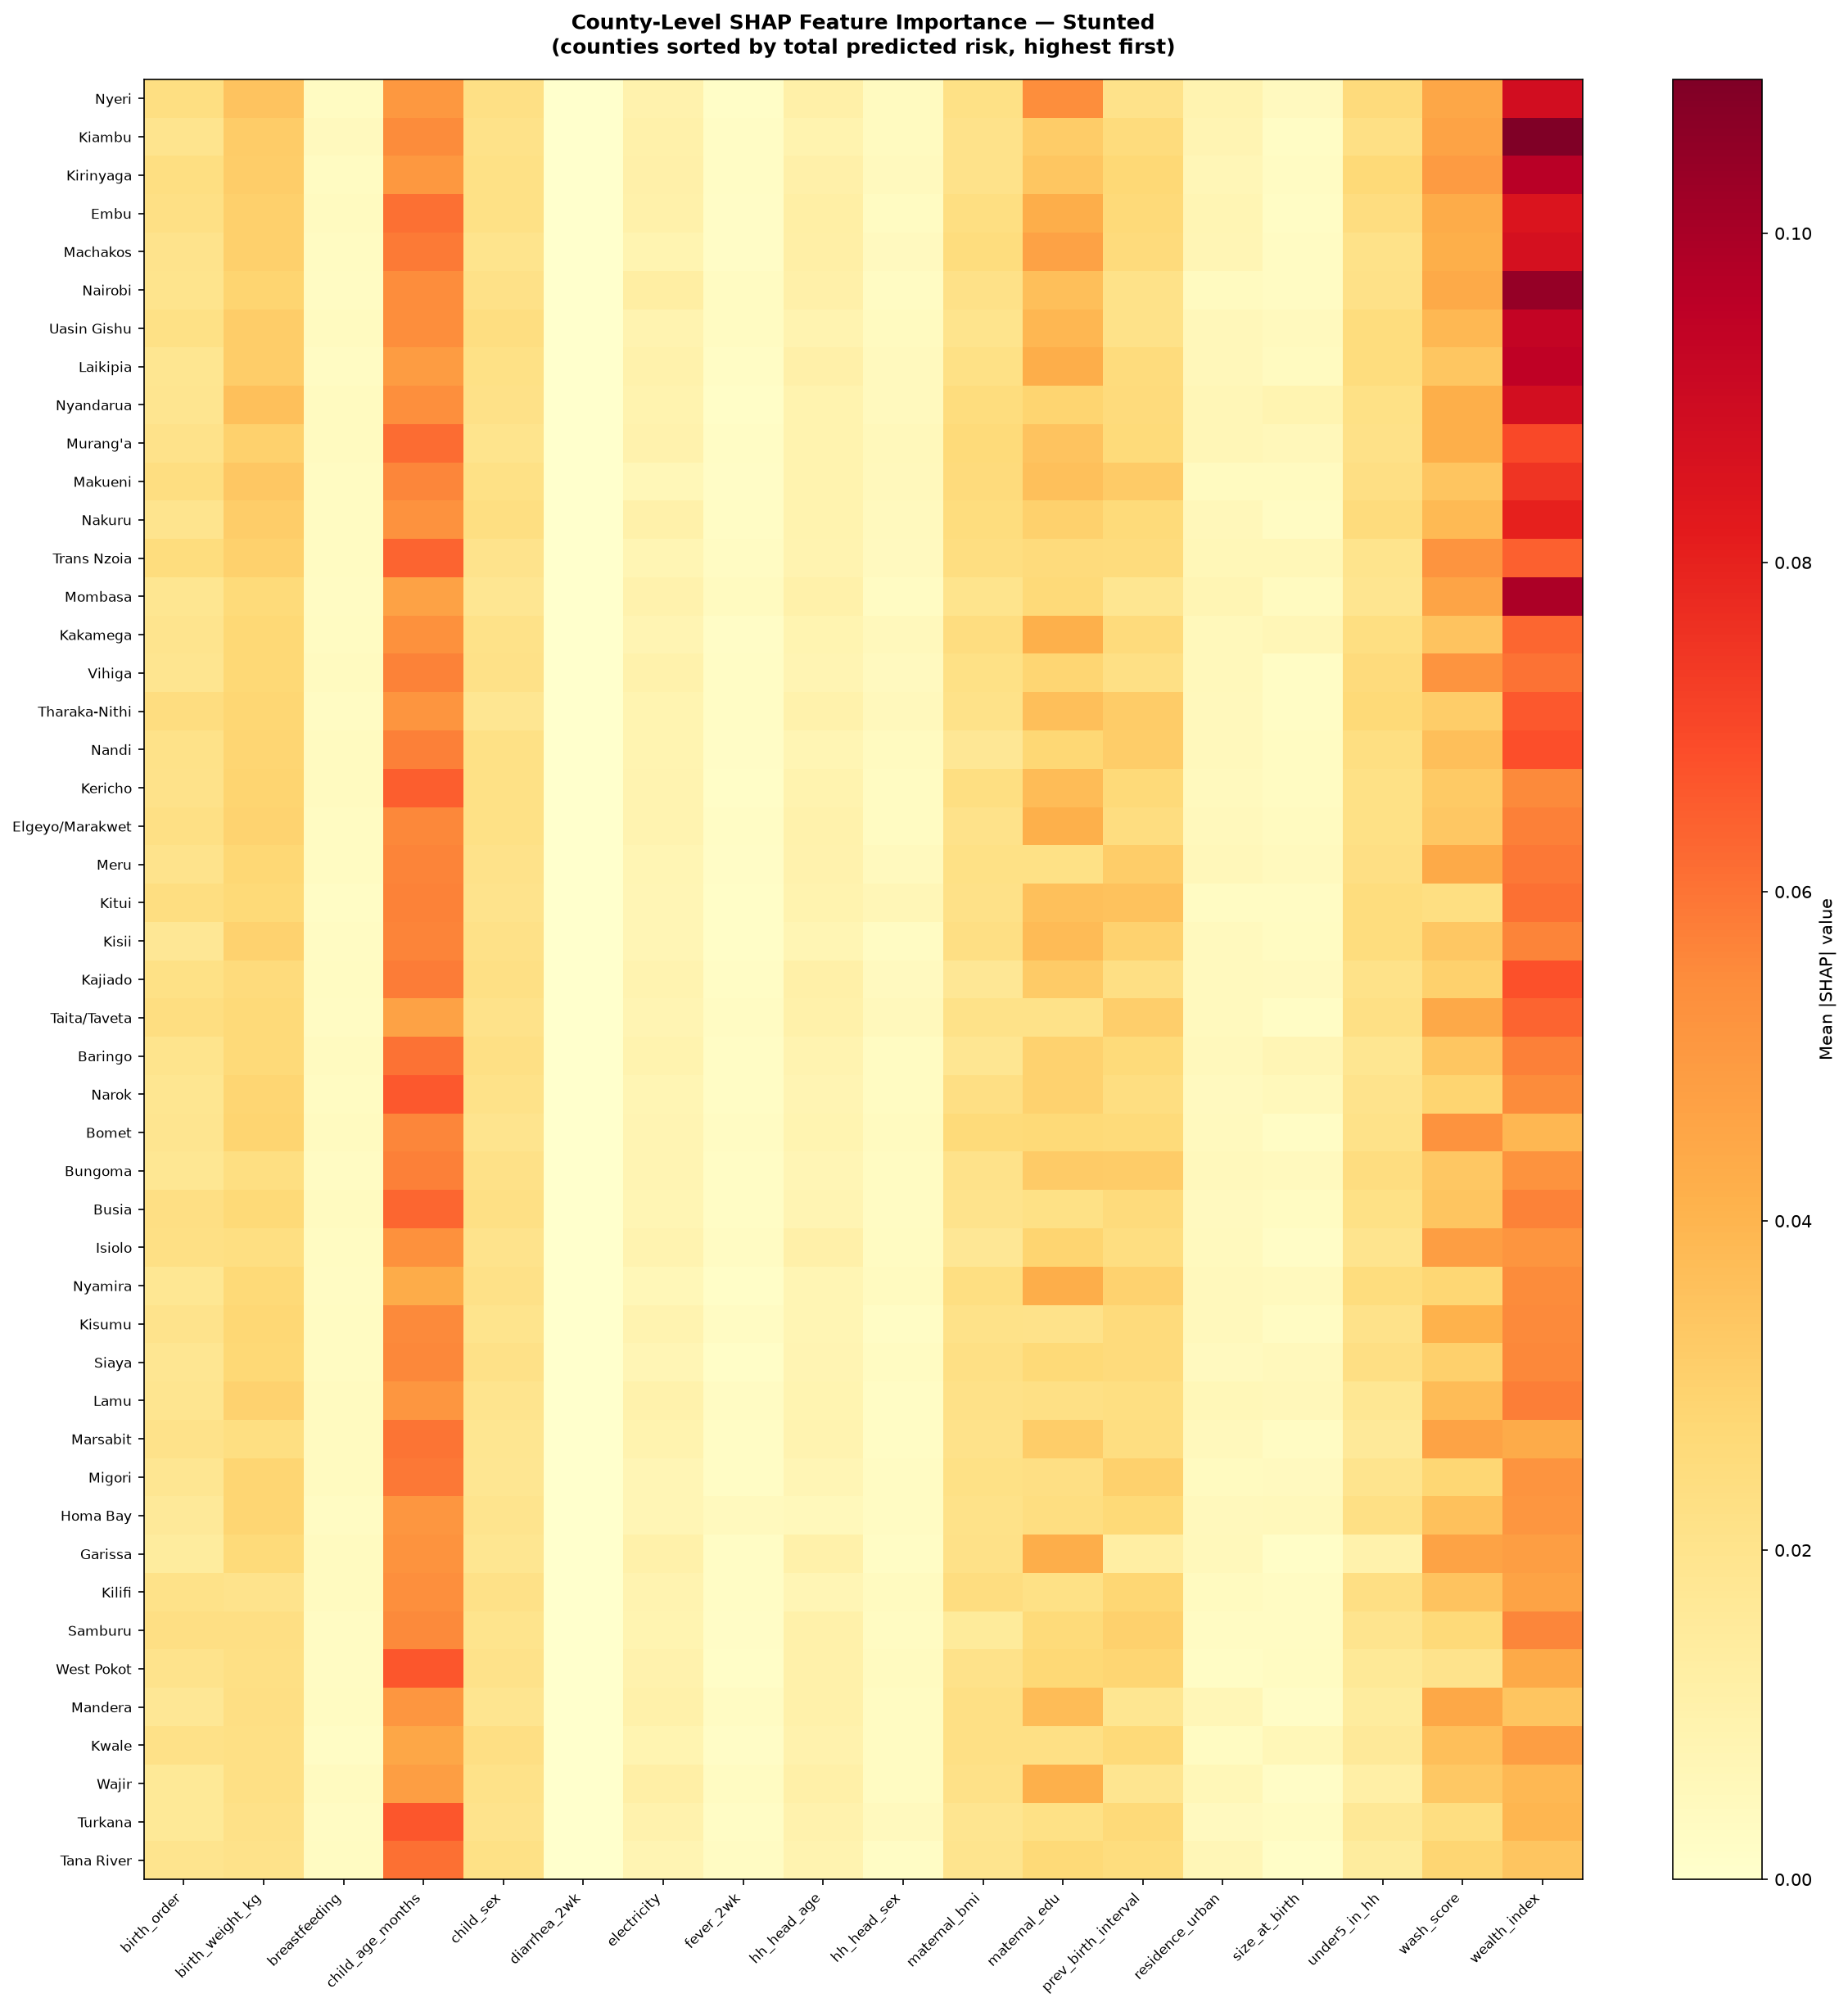 County-Level SHAP Feature Importance — Stunted
(counties sorted by total predicted risk, highest first)
Nyeri
Kiambu
Kirinyaga
Embu
Machakos
Nairobi
Uasin Gishu
Laikipia
Nyandarua
Murang'a
Makueni
Nakuru
Trans Nzoia
Mombasa
Kakamega
Vihiga
Tharaka-Nithi
Nandi
Kericho
Elgeyo/Marakwet
Meru
Kitui
Kisii
Kajiado
Taita/Taveta
Baringo
Narok
Bomet
Bungoma
Busia
Isiolo
Nyamira
Kisumu
Siaya
Lamu
Marsabit
Migori
Homa Bay
Garissa
Kilifi
Samburu
West Pokot
Mandera
Kwale
Wajir
Turkana
Tana River
birth_order
birth_weight_kg
breastfeeding
child_age_months
child_sex
diarrhea_2wk
electricity
fever_2wk
hh_head_age
hh_head_sex
maternal_bmi
maternal_edu
prev_birth_interval
residence_urban
size_at_birth
under5_in_hh
wash_score
wealth_index
0.10
0.08
0.06
0.04
0.02
0.00
Mean |SHAP| value